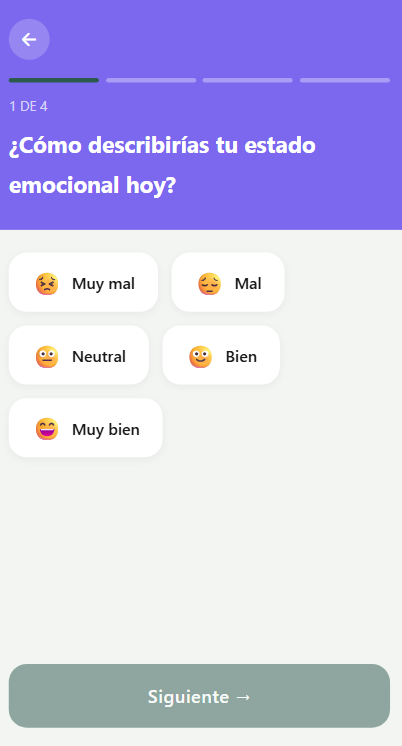 1 DE 4
¿Cómo describirías tu estado
emocional hoy?
Muy mal
Mal
Neutral
Bien
Muy bien
Siguiente →